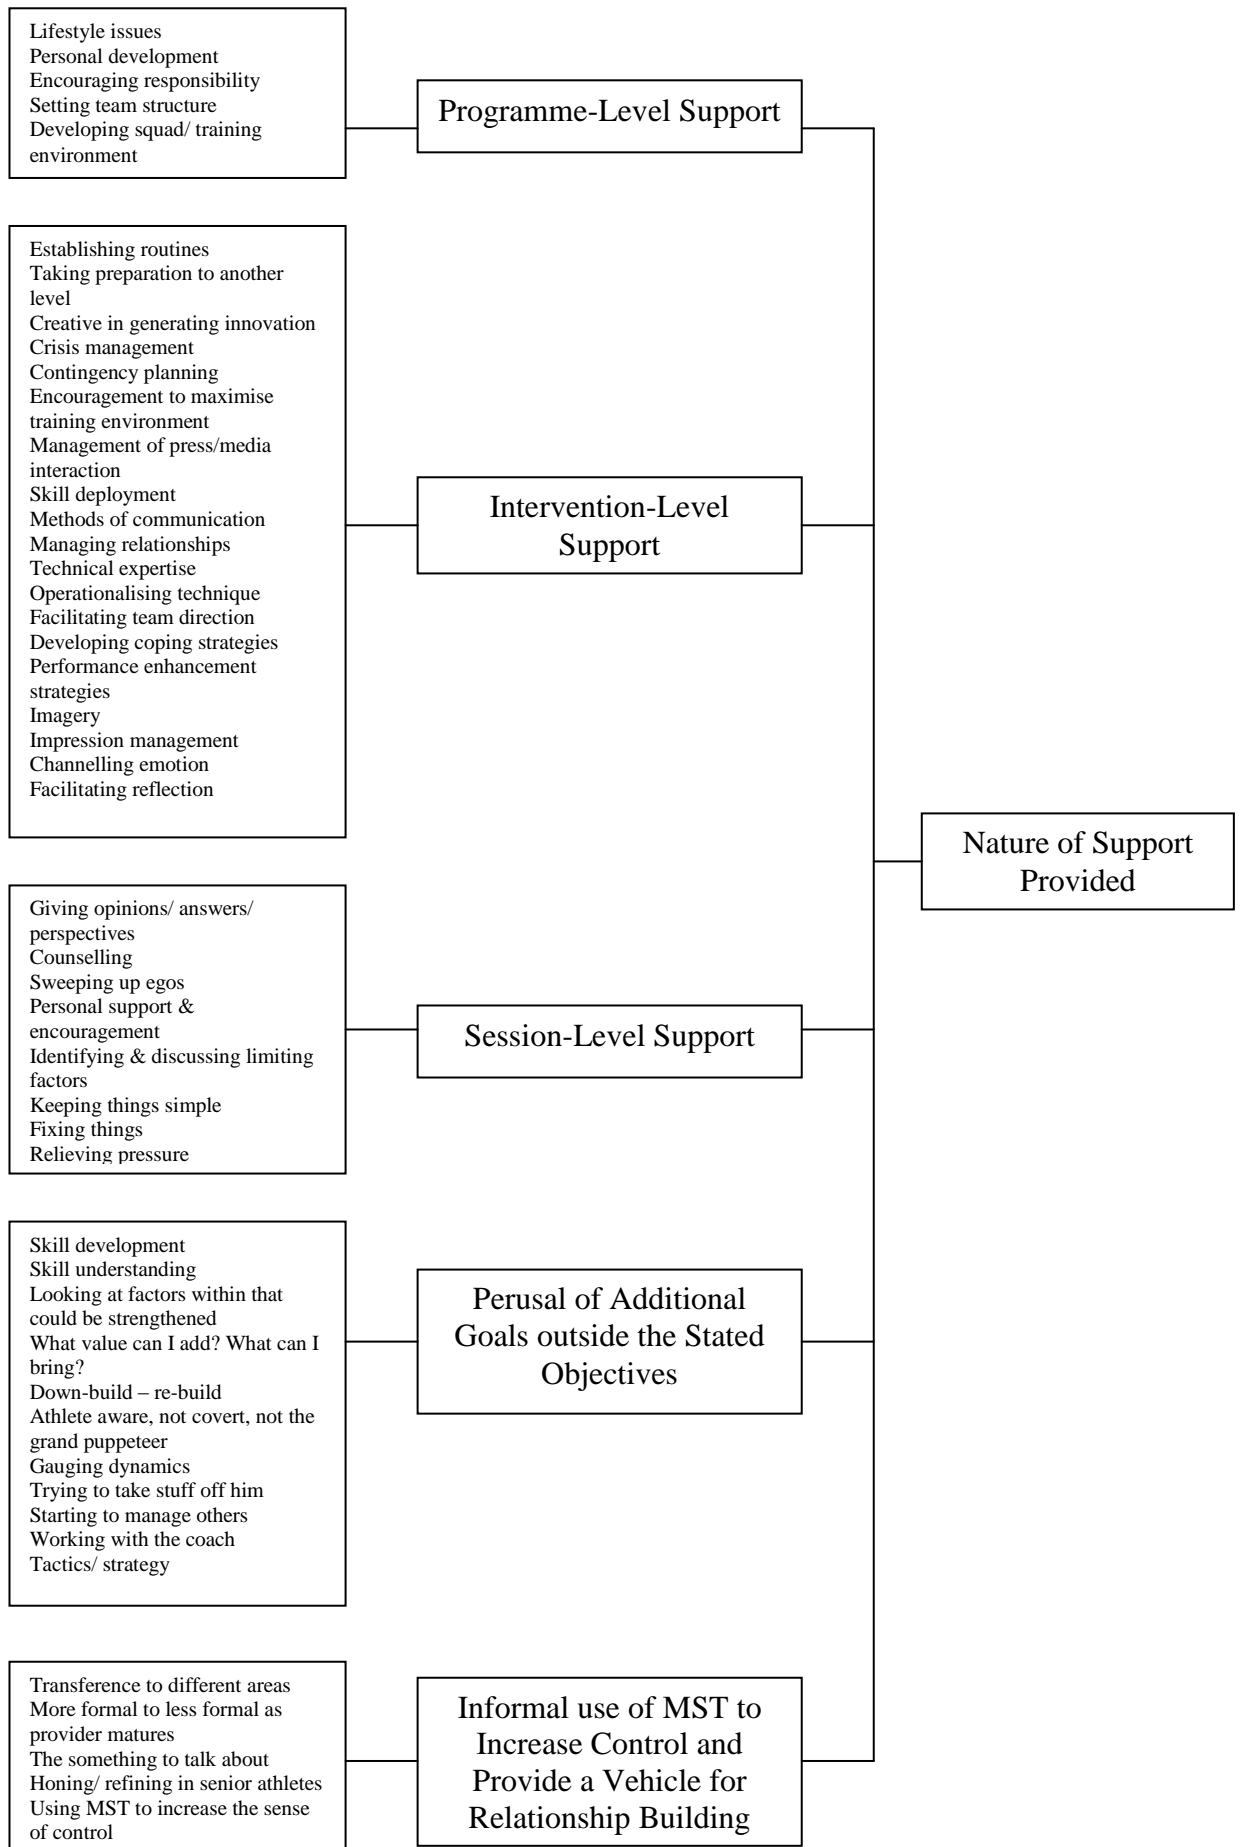 Lifestyle issues
Personal development
Encouraging responsibility
Setting team structure
Developing squad/ training
environment
Programme-Level Support
Establishing routines
Taking preparation to another
level
Creative in generating innovation
Crisis management
Contingency planning
Encouragement to maximise
training environment
Management of press/media
interaction
Skill deployment
Methods of communication
Managing relationships
Technical expertise
Operationalising technique
Facilitating team direction
Developing coping strategies
Performance enhancement
strategies
Imagery
Impression management
Channelling emotion
Facilitating reflection
Intervention-Level
Support
Nature of Support
Provided
Giving opinions/ answers/
perspectives
Counselling
Sweeping up egos
Personal support &
encouragement
Identifying & discussing limiting
factors
Keeping things simple
Fixing things
Relieving pressure
Session-Level Support
Skill development
Skill understanding
Looking at factors within that
could be strengthened
What value can I add? What can I
bring?
Down-build – re-build
Athlete aware, not covert, not the
grand puppeteer
Gauging dynamics
Trying to take stuff off him
Starting to manage others
Working with the coach
Tactics/ strategy
Perusal of Additional
Goals outside the Stated
Objectives
Transference to different areas
More formal to less formal as
provider matures
The something to talk about
Honing/ refining in senior athletes
Using MST to increase the sense
of control
Informal use of MST to
Increase Control and
Provide a Vehicle for
Relationship Building